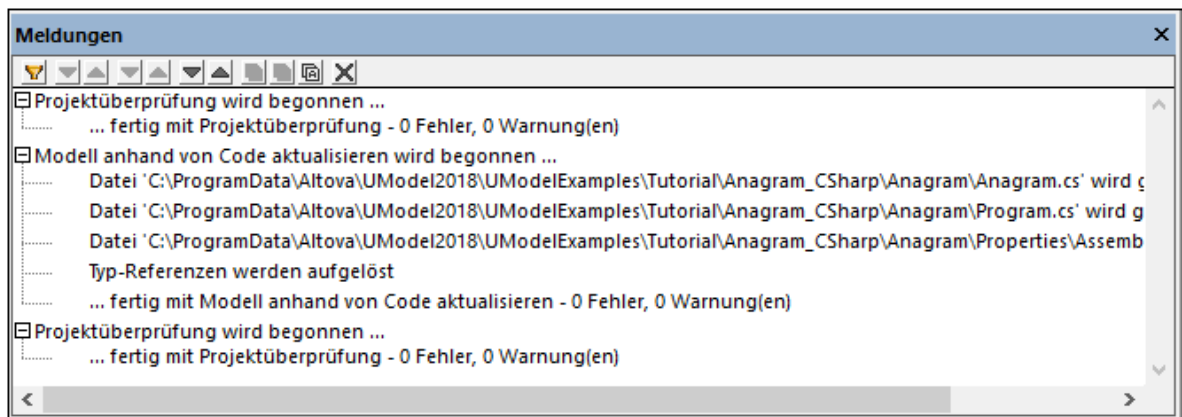 Meldungen
Projektüberprüfung wird begonnen ...
... fertig mit Projektüberprüfung - 0 Fehler, 0 Warnung(en)
Modell anhand von Code aktualisieren wird begonnen ...
Datei 'C:\ProgramData\Altova\UModel2018\UModelExamples\Tutorial\Anagram_CSharp\Anagram\Anagram.cs' wird g
Datei 'C:\ProgramData\Altova\UModel2018\UModelExamples\Tutorial\Anagram_CSharp\Anagram\Program.cs' wird g
Datei 'C:\ProgramData\Altova\UModel2018\UModelExamples\Tutorial\Anagram_CSharp\Anagram\Properties\Assemb
Typ-Referenzen werden aufgelöst
... fertig mit Modell anhand von Code aktualisieren - 0 Fehler, 0 Warnung(en)
Projektüberprüfung wird begonnen ...
... fertig mit Projektüberprüfung - 0 Fehler, 0 Warnung(en)